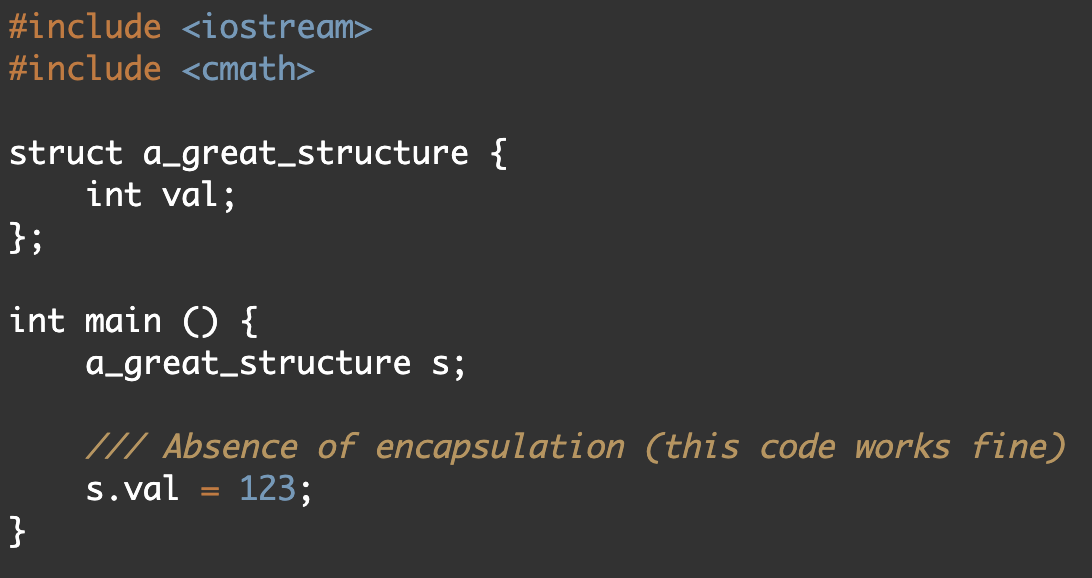 #include <iostream>
#include <cmath>
struct a_great_structure {
    int val;
};
int main () {
    a_great_structure s;
    /// Absence of encapsulation (this code works fine)
    s.val = 123;
}